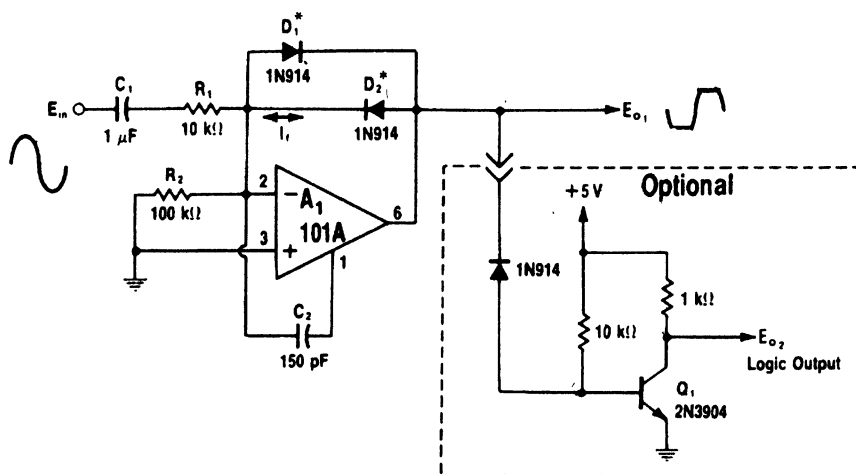 D₁*
1N914
D₂*
1N914
C₁
1 μF
R₁
10 kΩ
E_in
I_f
E_o₁
R₂
100 kΩ
2
−
A₁
101A
3
+
6
1
C₂
150 pF
Optional
+5V
1N914
10 kΩ
1 kΩ
E_o₂
Logic Output
Q₁
2N3904